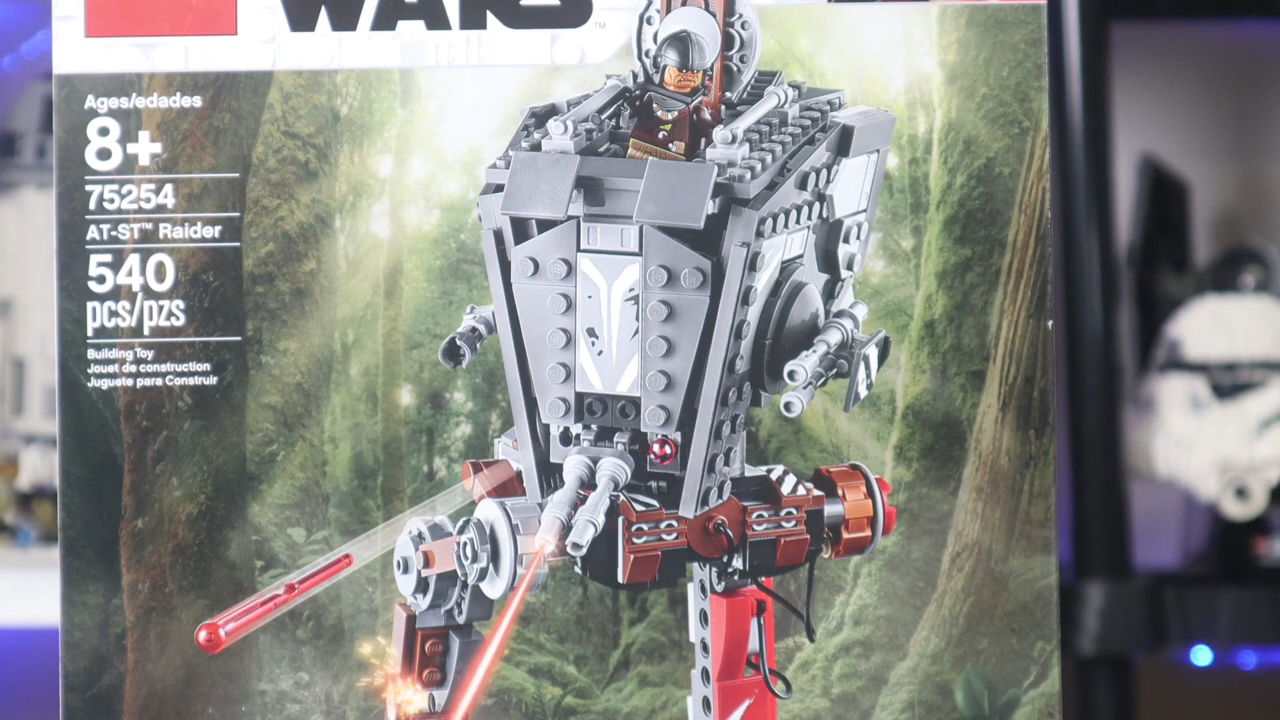 WARS
™
Ages/edades
8+
75254
AT-ST™ Raider
540
pcs/pzs
Building Toy
Jouet de construction
Juguete para Construir